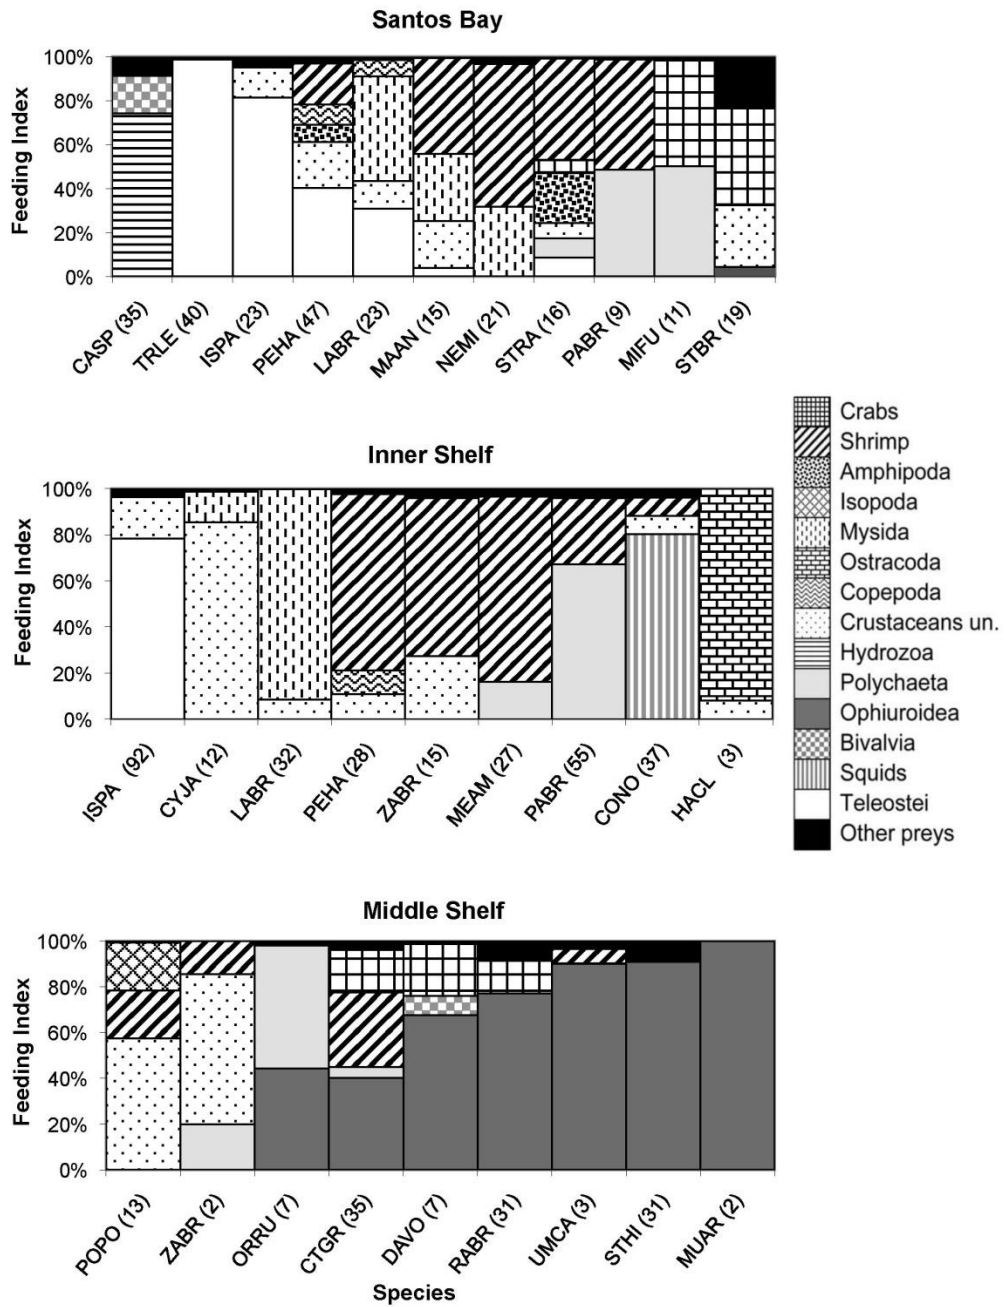 Santos Bay
Feeding Index
100%
80%
60%
40%
20%
0%
CASP (35)
TRLE (40)
ISPA (23)
PEHA (47)
LABR (23)
MAAN (15)
NEMI (21)
STRA (16)
PABR (9)
MIFU (11)
STBR (19)
Crabs
Shrimp
Amphipoda
Isopoda
Mysida
Ostracoda
Copepoda
Crustaceans un.
Hydrozoa
Polychaeta
Ophiuroidea
Bivalvia
Squids
Teleostei
Other preys
Inner Shelf
Feeding Index
100%
80%
60%
40%
20%
0%
ISPA (92)
CYJA (12)
LABR (32)
PEHA (28)
ZABR (15)
MEAM (27)
PABR (55)
CONO (37)
HACL (3)
Middle Shelf
Feeding Index
100%
80%
60%
40%
20%
0%
POPO (13)
ZABR (2)
ORRU (7)
CTGR (35)
DAVO (7)
RABR (31)
UMCA (3)
STHI (31)
MUAR (2)
Species